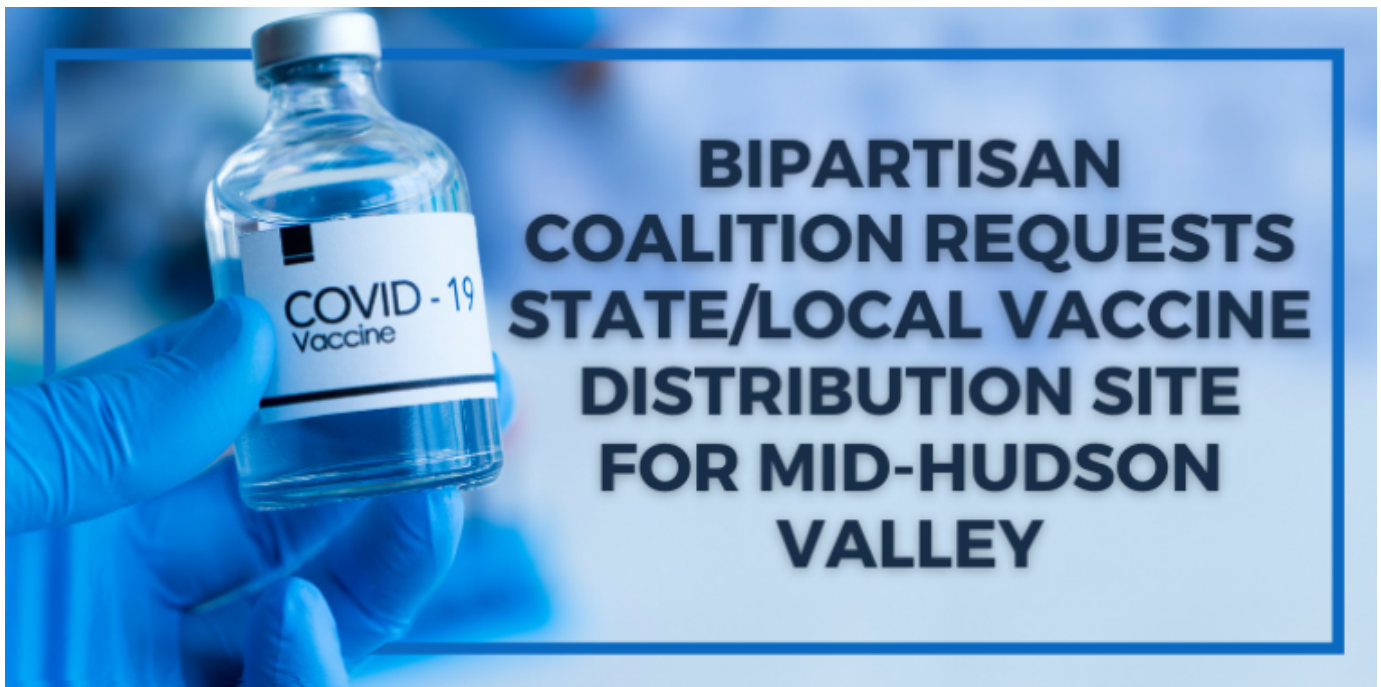 COVID - 19
Vaccine
BIPARTISAN
COALITION REQUESTS
STATE/LOCAL VACCINE
DISTRIBUTION SITE
FOR MID-HUDSON
VALLEY